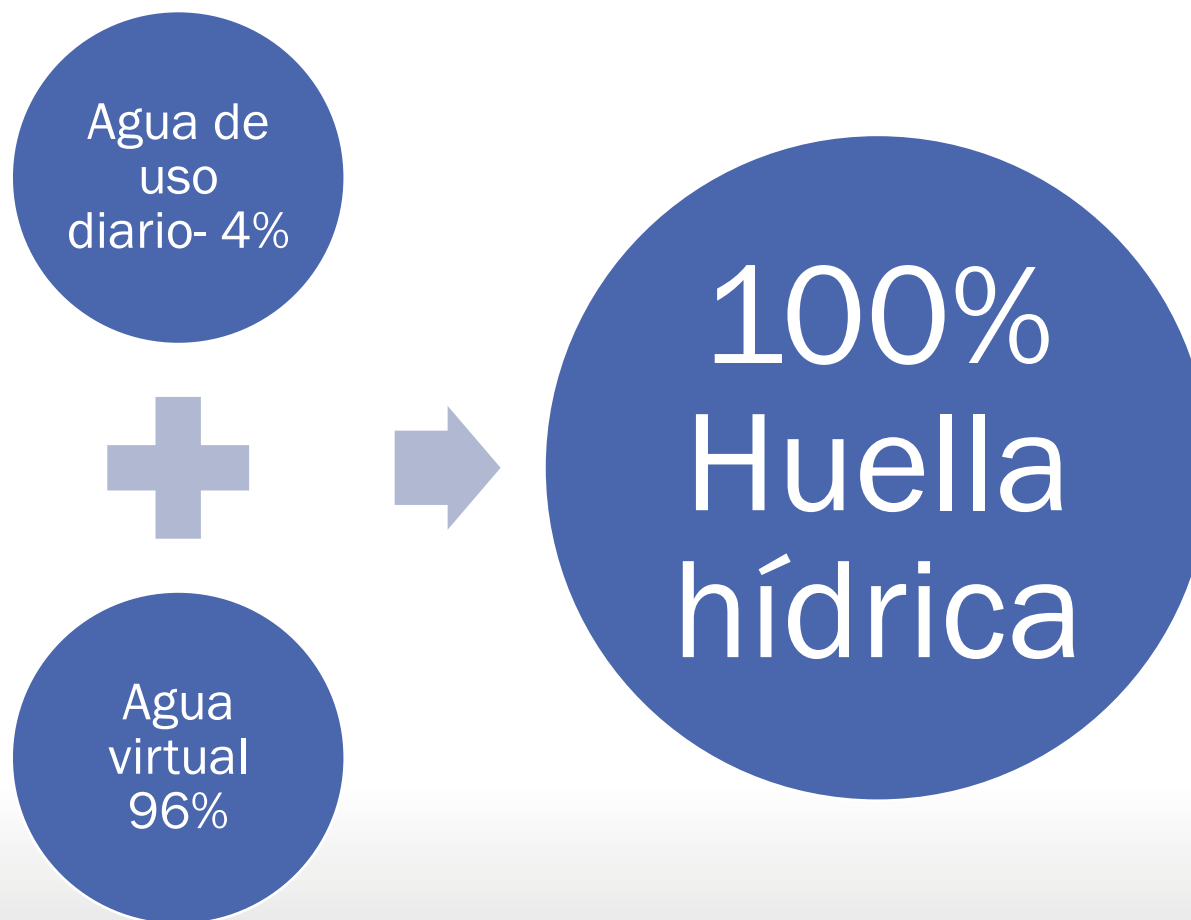 Agua de
uso
diario- 4%
Agua
virtual
96%
100%
Huella
hídrica